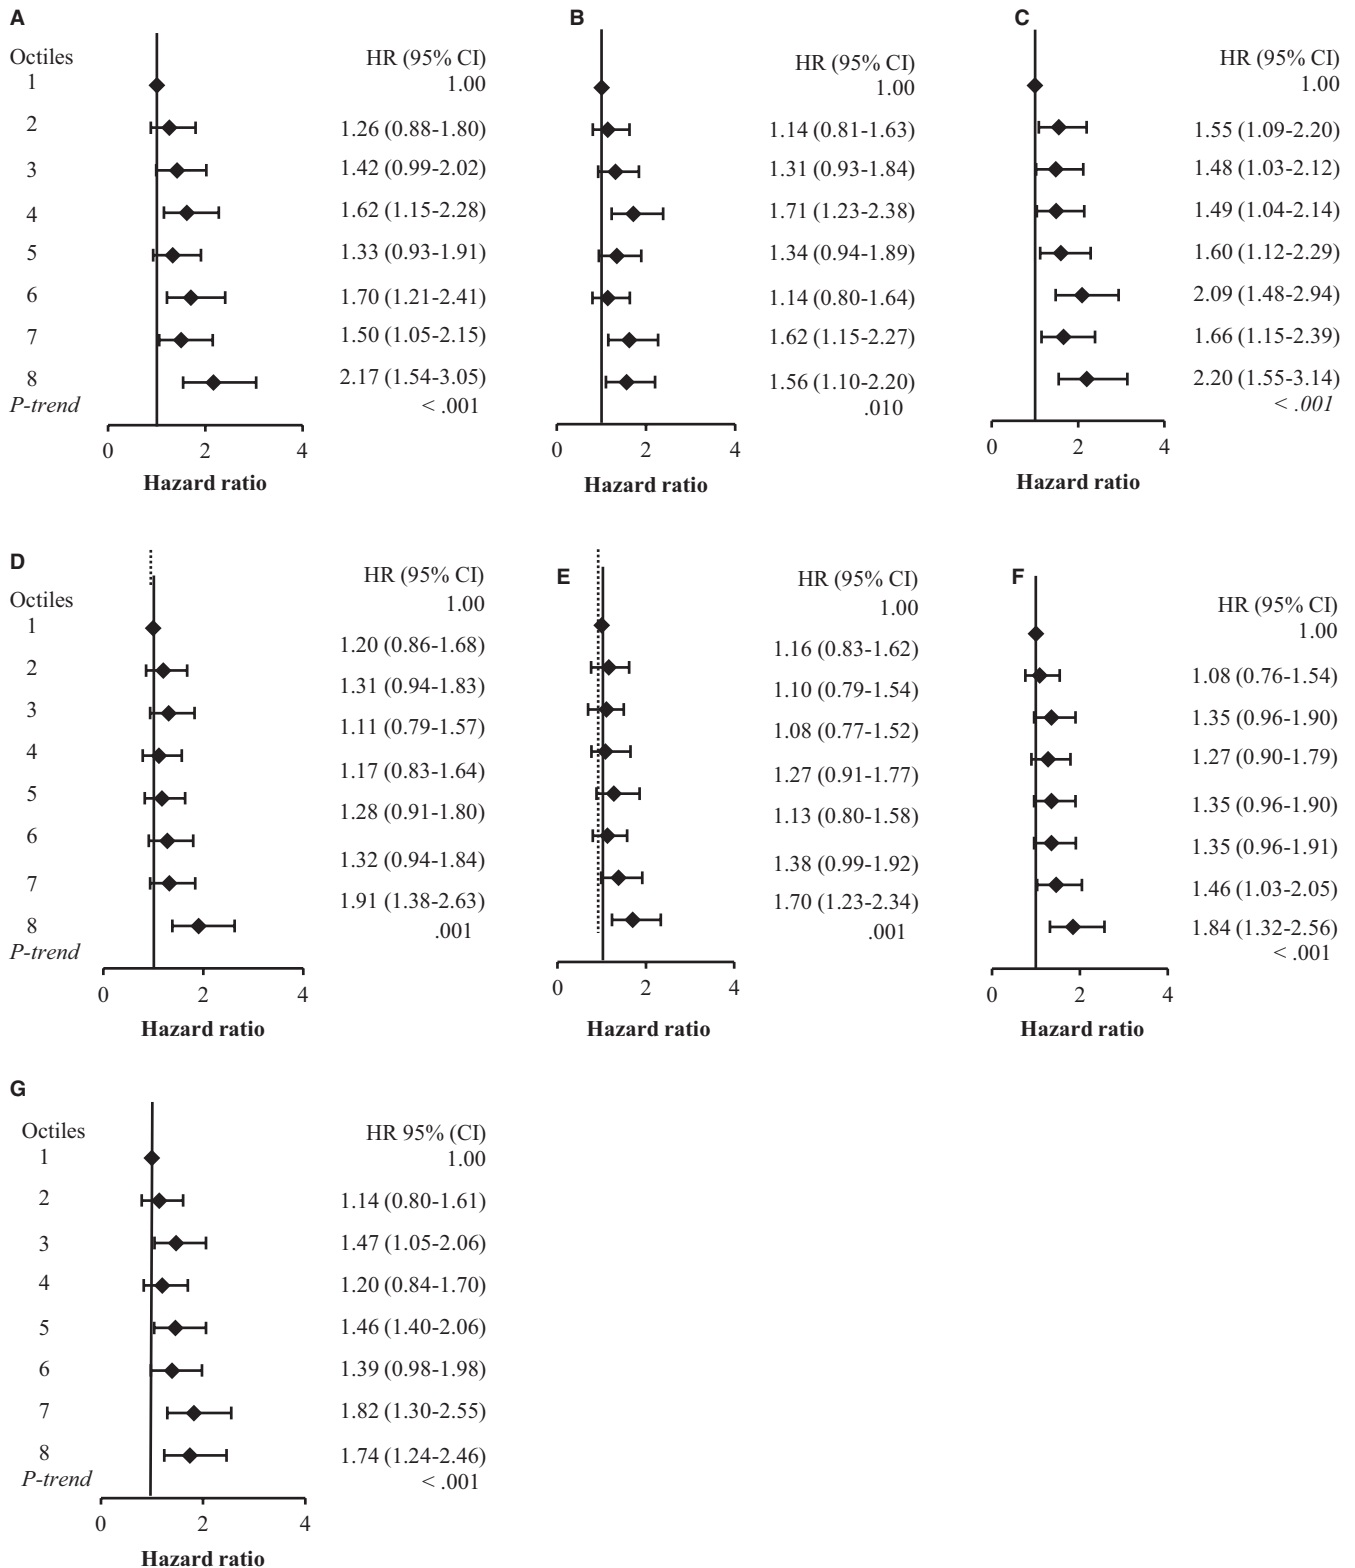 A
Octiles
HR (95% CI)
1
1.00
2
1.26 (0.88-1.80)
3
1.42 (0.99-2.02)
4
1.62 (1.15-2.28)
5
1.33 (0.93-1.91)
6
1.70 (1.21-2.41)
7
1.50 (1.05-2.15)
8
2.17 (1.54-3.05)
P-trend
< .001
0 2 4
Hazard ratio
B
HR (95% CI)
1.00
1.14 (0.81-1.63)
1.31 (0.93-1.84)
1.71 (1.23-2.38)
1.34 (0.94-1.89)
1.14 (0.80-1.64)
1.62 (1.15-2.27)
1.56 (1.10-2.20)
.010
0 2 4
Hazard ratio
C
HR (95% CI)
1.00
1.55 (1.09-2.20)
1.48 (1.03-2.12)
1.49 (1.04-2.14)
1.60 (1.12-2.29)
2.09 (1.48-2.94)
1.66 (1.15-2.39)
2.20 (1.55-3.14)
< .001
0 2 4
Hazard ratio
D
HR (95% CI)
Octiles
1.00
1
1.20 (0.86-1.68)
2
1.31 (0.94-1.83)
3
1.11 (0.79-1.57)
4
1.17 (0.83-1.64)
5
1.28 (0.91-1.80)
6
1.32 (0.94-1.84)
7
1.91 (1.38-2.63)
8
.001
P-trend
0 2 4
Hazard ratio
E
HR (95% CI)
1.00
1.16 (0.83-1.62)
1.10 (0.79-1.54)
1.08 (0.77-1.52)
1.27 (0.91-1.77)
1.13 (0.80-1.58)
1.38 (0.99-1.92)
1.70 (1.23-2.34)
.001
0 2 4
Hazard ratio
F
HR (95% CI)
1.00
1.08 (0.76-1.54)
1.35 (0.96-1.90)
1.27 (0.90-1.79)
1.35 (0.96-1.90)
1.35 (0.96-1.91)
1.46 (1.03-2.05)
1.84 (1.32-2.56)
< .001
0 2 4
Hazard ratio
G
Octiles
HR 95% (CI)
1
1.00
2
1.14 (0.80-1.61)
3
1.47 (1.05-2.06)
4
1.20 (0.84-1.70)
5
1.46 (1.40-2.06)
6
1.39 (0.98-1.98)
7
1.82 (1.30-2.55)
8
1.74 (1.24-2.46)
P-trend
< .001
0 2 4
Hazard ratio